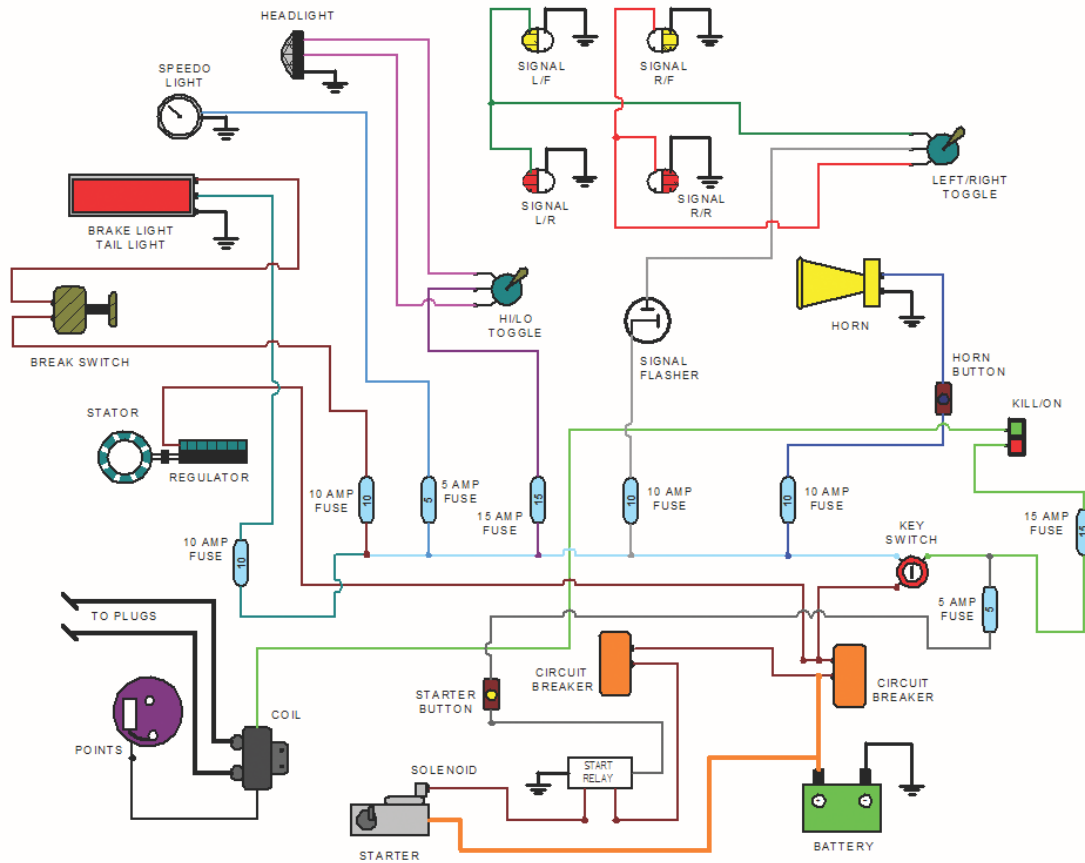 HEADLIGHT
SPEEDO
LIGHT
SIGNAL
L/F
SIGNAL
R/F
SIGNAL
L/R
SIGNAL
R/R
LEFT/RIGHT
TOGGLE
BRAKE LIGHT
TAIL LIGHT
HI/LO
TOGGLE
HORN
BREAK SWITCH
SIGNAL
FLASHER
HORN
BUTTON
STATOR
REGULATOR
KILL/ON
10 AMP
FUSE
10
5 AMP
FUSE
5
15 AMP
FUSE
15
10 AMP
FUSE
10
10 AMP
FUSE
10
15 AMP
FUSE
15
10 AMP
FUSE
10
KEY
SWITCH
5 AMP
FUSE
5
TO PLUGS
CIRCUIT
BREAKER
CIRCUIT
BREAKER
STARTER
BUTTON
POINTS
COIL
SOLENOID
START
RELAY
STARTER
BATTERY